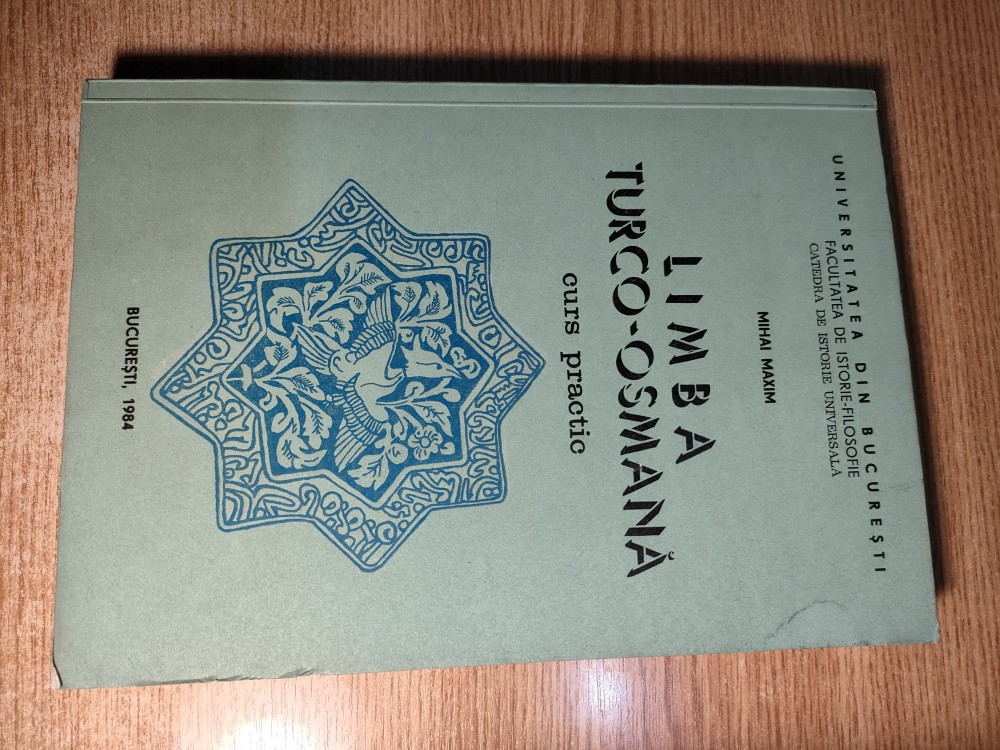 UNIVERSITATEA DIN BUCUREȘTI
FACULTATEA DE ISTORIE-FILOSOFIE
CATEDRA DE ISTORIE UNIVERSALĂ
MIHAI MAXIM
LIMBA
TURCO-OSMANĂ
curs practic
BUCUREȘTI, 1984